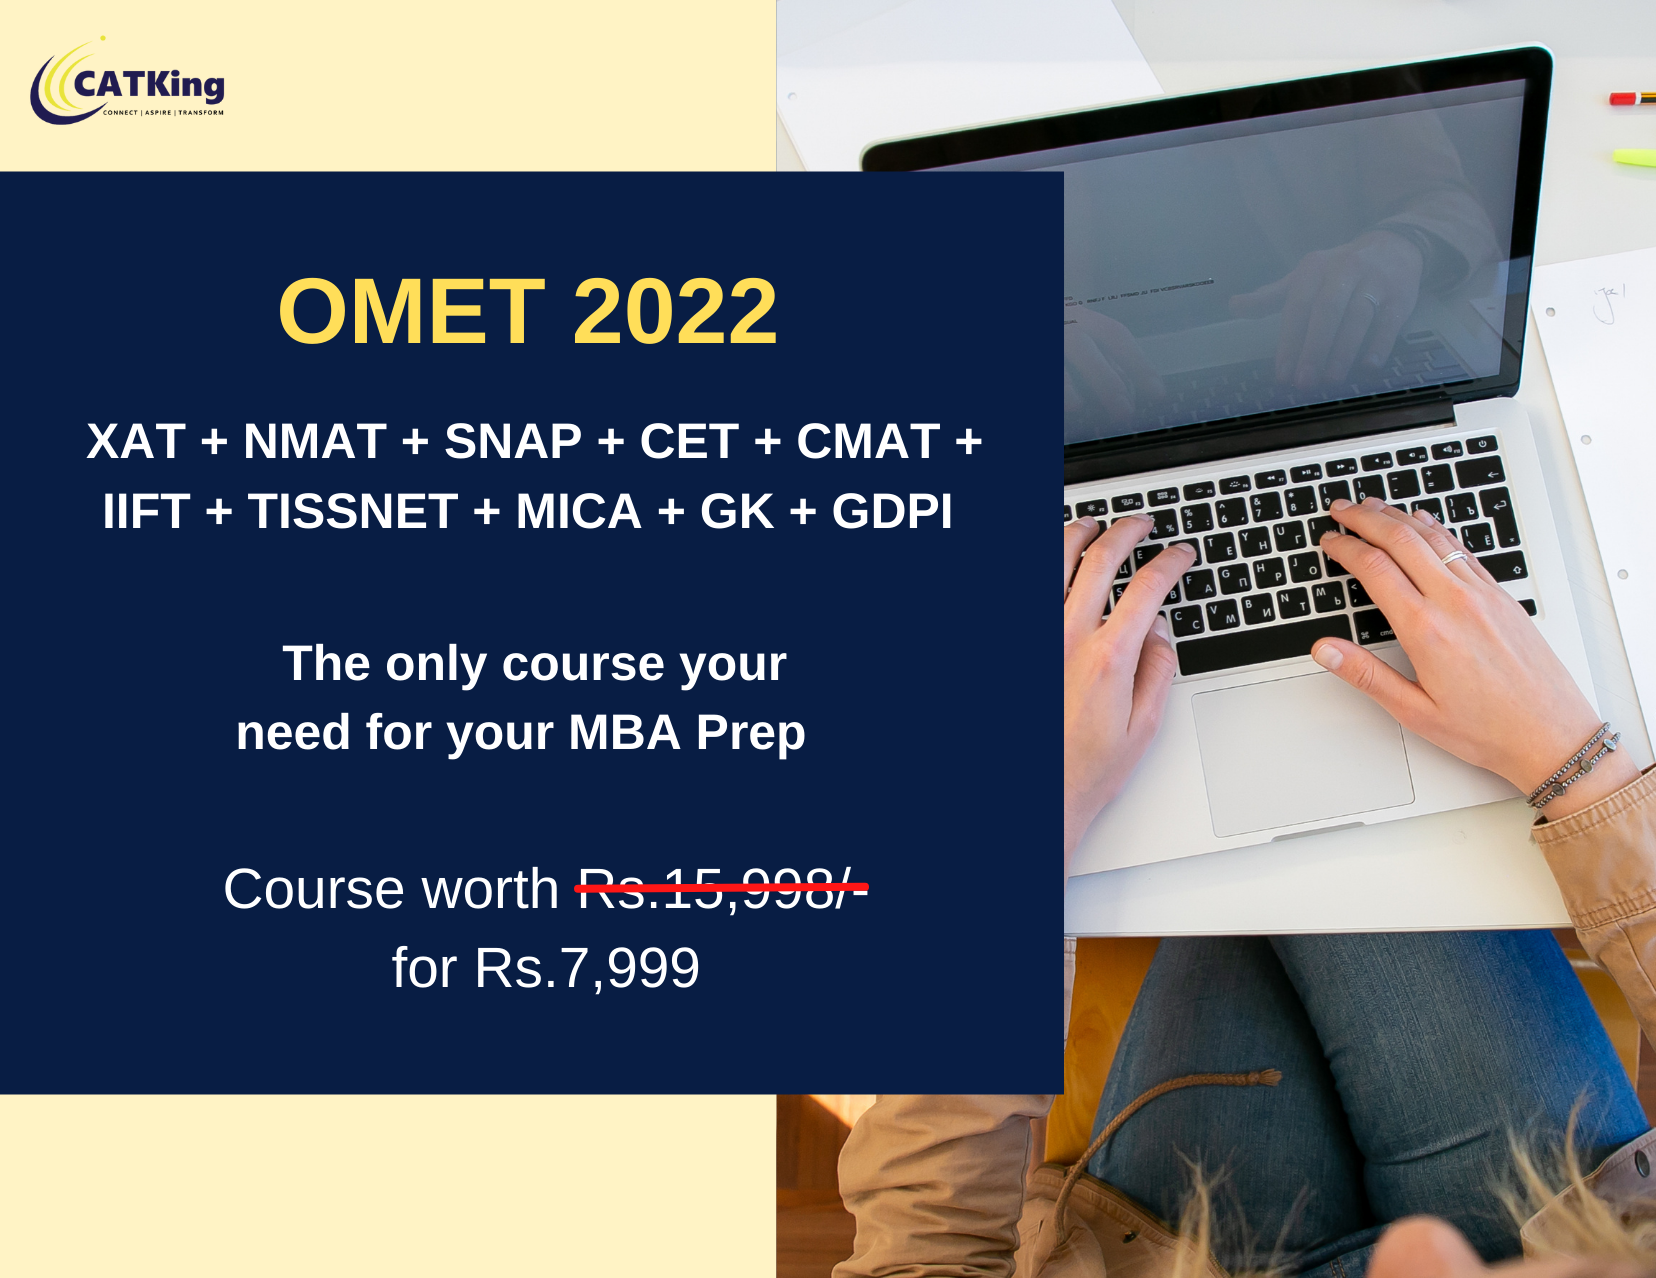 CATKing
CONNECT | ASPIRE | TRANSFORM
OMET 2022
XAT + NMAT + SNAP + CET + CMAT +
IIFT + TISSNET + MICA + GK + GDPI
The only course your
need for your MBA Prep
Course worth Rs.15,998/-
for Rs.7,999